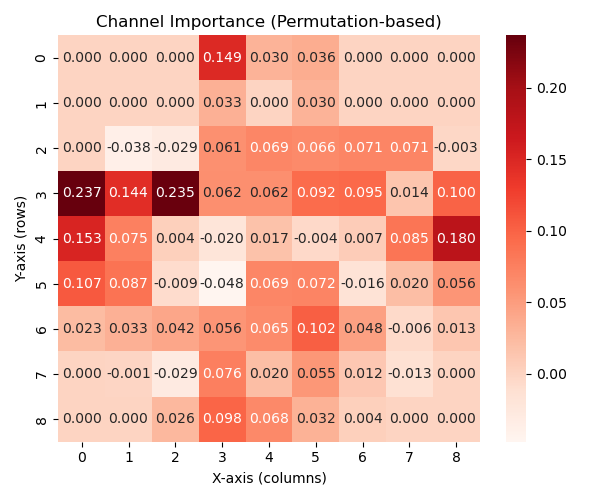 Channel Importance (Permutation-based)
0 0.000 0.000 0.000 0.149 0.030 0.036 0.000 0.000 0.000
1 0.000 0.000 0.000 0.033 0.000 0.030 0.000 0.000 0.000
2 0.000 -0.038 -0.029 0.061 0.069 0.066 0.071 0.071 -0.003
3 0.237 0.144 0.235 0.062 0.062 0.092 0.095 0.014 0.100
4 0.153 0.075 0.004 -0.020 0.017 -0.004 0.007 0.085 0.180
5 0.107 0.087 -0.009 -0.048 0.069 0.072 -0.016 0.020 0.056
6 0.023 0.033 0.042 0.056 0.065 0.102 0.048 -0.006 0.013
7 0.000 -0.001 -0.029 0.076 0.020 0.055 0.012 -0.013 0.000
8 0.000 0.000 0.026 0.098 0.068 0.032 0.004 0.000 0.000
0 1 2 3 4 5 6 7 8
X-axis (columns)
Y-axis (rows)
0.20
0.15
0.10
0.05
0.00